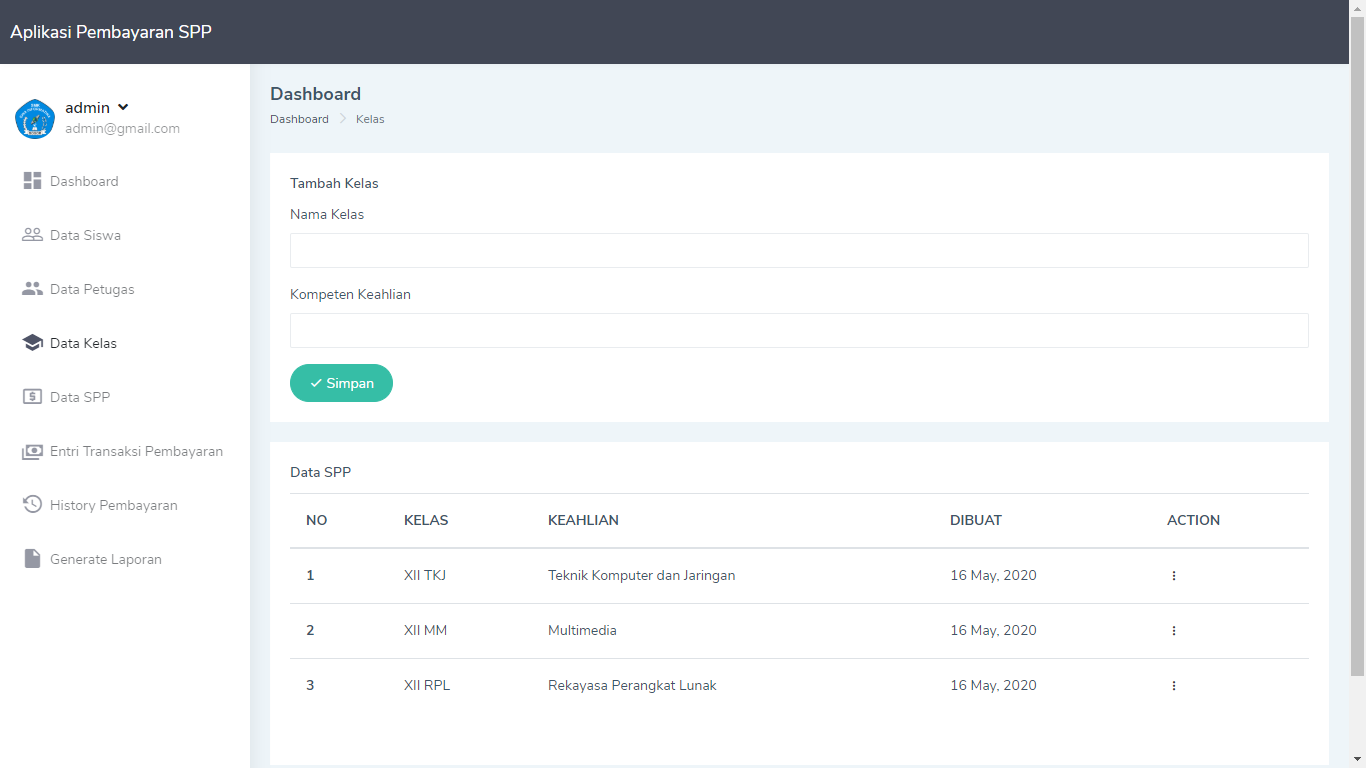 Aplikasi Pembayaran SPP
admin
admin@gmail.com
Dashboard
Data Siswa
Data Petugas
Data Kelas
Data SPP
Entri Transaksi Pembayaran
History Pembayaran
Generate Laporan
Dashboard
Dashboard Kelas
Tambah Kelas
Nama Kelas
Kompeten Keahlian
Simpan
Data SPP
NO KELAS KEAHLIAN DIBUAT ACTION
1 XII TKJ Teknik Komputer dan Jaringan 16 May, 2020
2 XII MM Multimedia 16 May, 2020
3 XII RPL Rekayasa Perangkat Lunak 16 May, 2020